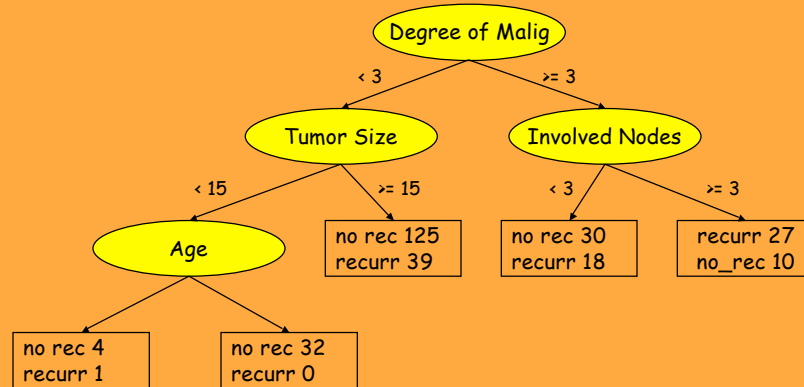 Degree of Malig
< 3
>= 3
Tumor Size
Involved Nodes
< 15
>= 15
< 3
>= 3
Age
no rec 125
recurr 39
no rec 30
recurr 18
recurr 27
no_rec 10
no rec 4
recurr 1
no rec 32
recurr 0